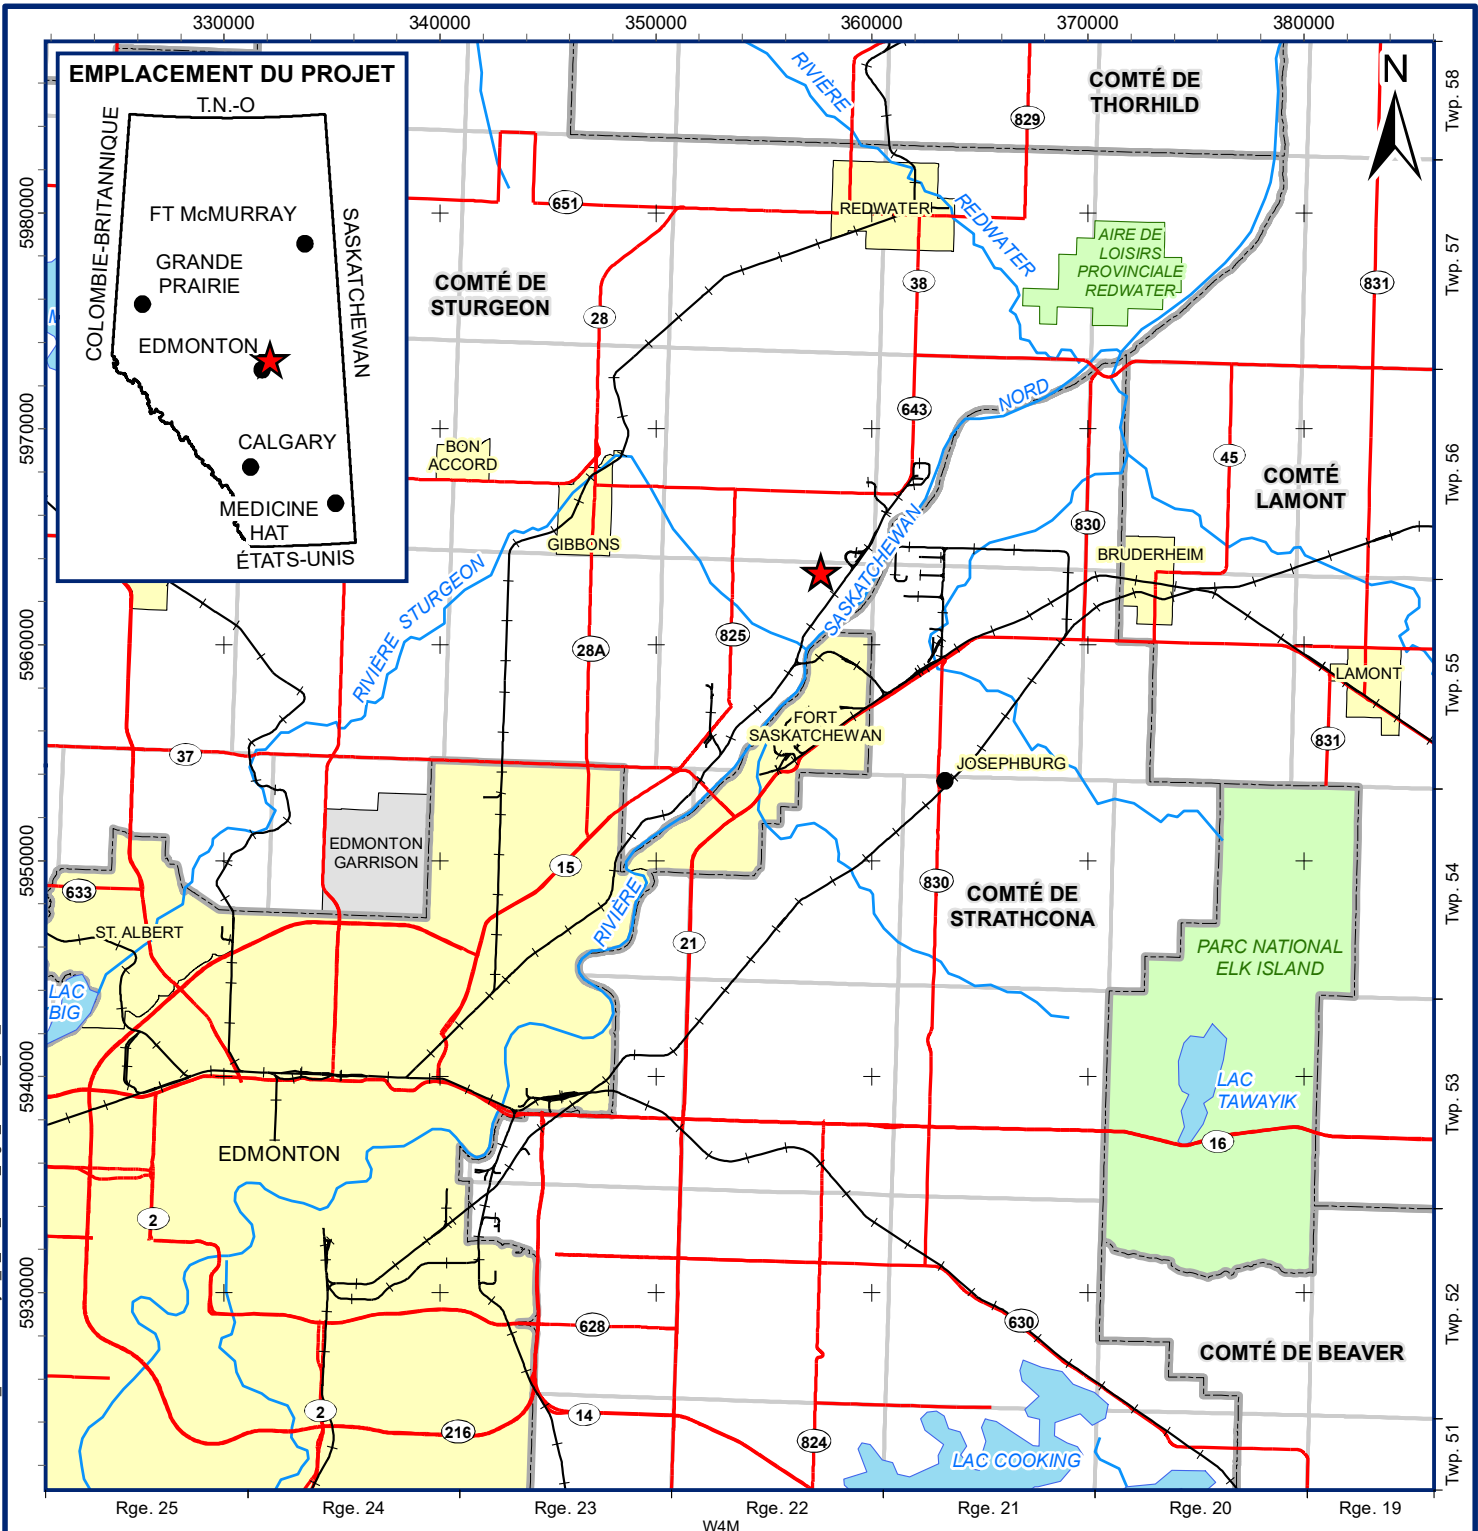 330000
340000
350000
360000
370000
380000
EMPLACEMENT DU PROJET
T.N.-O
COLOMBIE-BRITANNIQUE
SASKATCHEWAN
FT McMURRAY
GRANDE
PRAIRIE
EDMONTON
CALGARY
MEDICINE
HAT
ÉTATS-UNIS
N
COMTÉ DE
THORHILD
RIVIÈRE
REDWATER
829
651
REDWATER
AIRE DE
LOISIRS
PROVINCIALE
REDWATER
COMTÉ DE
STURGEON
28
38
831
643
NORD
BON
ACCORD
45
COMTÉ
LAMONT
830
GIBBONS
BRUDERHEIM
SASKATCHEWAN
RIVIÈRE STURGEON
825
28A
LAMONT
FORT
SASKATCHEWAN
831
37
JOSEPHBURG
EDMONTON
GARRISON
15
633
830
COMTÉ DE
STRATHCONA
RIVIÈRE
ST. ALBERT
21
PARC NATIONAL
ELK ISLAND
LAC
BIG
LAC
TAWAYIK
16
EDMONTON
2
628
630
COMTÉ DE BEAVER
2
216
14
824
LAC COOKING
5980000
5970000
5960000
5950000
5940000
5930000
Twp. 58
Twp. 57
Twp. 56
Twp. 55
Twp. 54
Twp. 53
Twp. 52
Twp. 51
Rge. 25
Rge. 24
Rge. 23
Rge. 22
Rge. 21
Rge. 20
Rge. 19
W4M